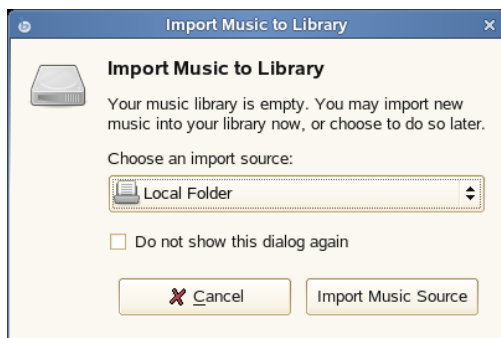 Import Music to Library
Import Music to Library
Your music library is empty. You may import new
music into your library now, or choose to do so later.
Choose an import source:
Local Folder
Do not show this dialog again
Cancel
Import Music Source